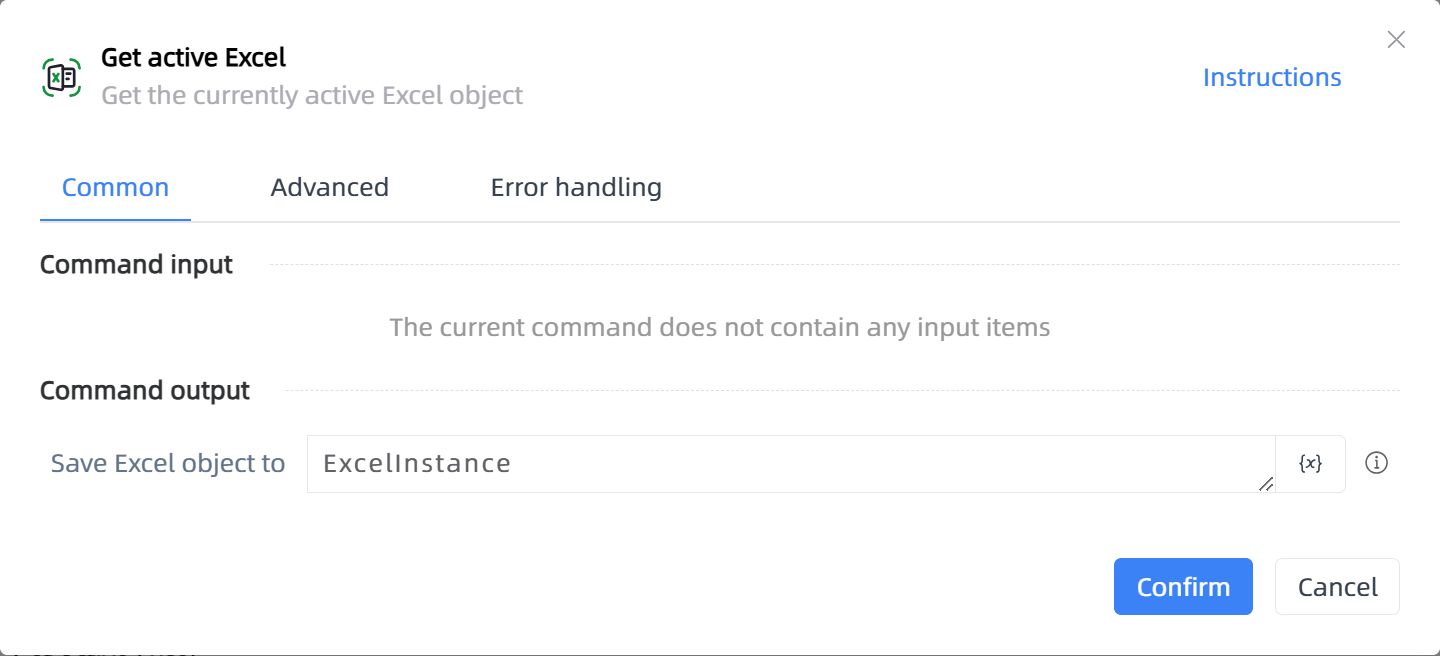 Get active Excel
Get the currently active Excel object
Instructions
Common
Advanced
Error handling
Command input
The current command does not contain any input items
Command output
Save Excel object to
ExcelInstance
{x}
Confirm
Cancel